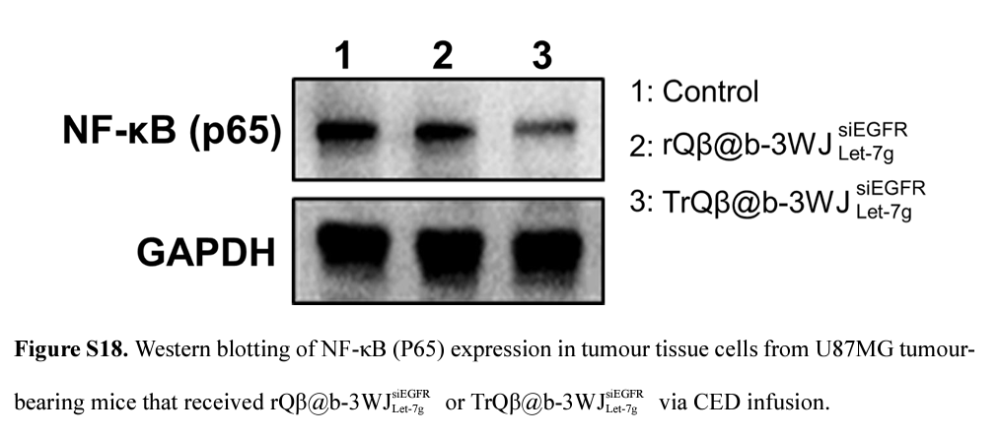 1 2 3
NF-κB (p65)
GAPDH
1: Control
2: rQβ@b-3WJ siEGFR Let-7g
3: TrQβ@b-3WJ siEGFR Let-7g
Figure S18. Western blotting of NF-κB (P65) expression in tumour tissue cells from U87MG tumour-
bearing mice that received rQβ@b-3WJ siEGFR Let-7g or TrQβ@b-3WJ siEGFR Let-7g via CED infusion.